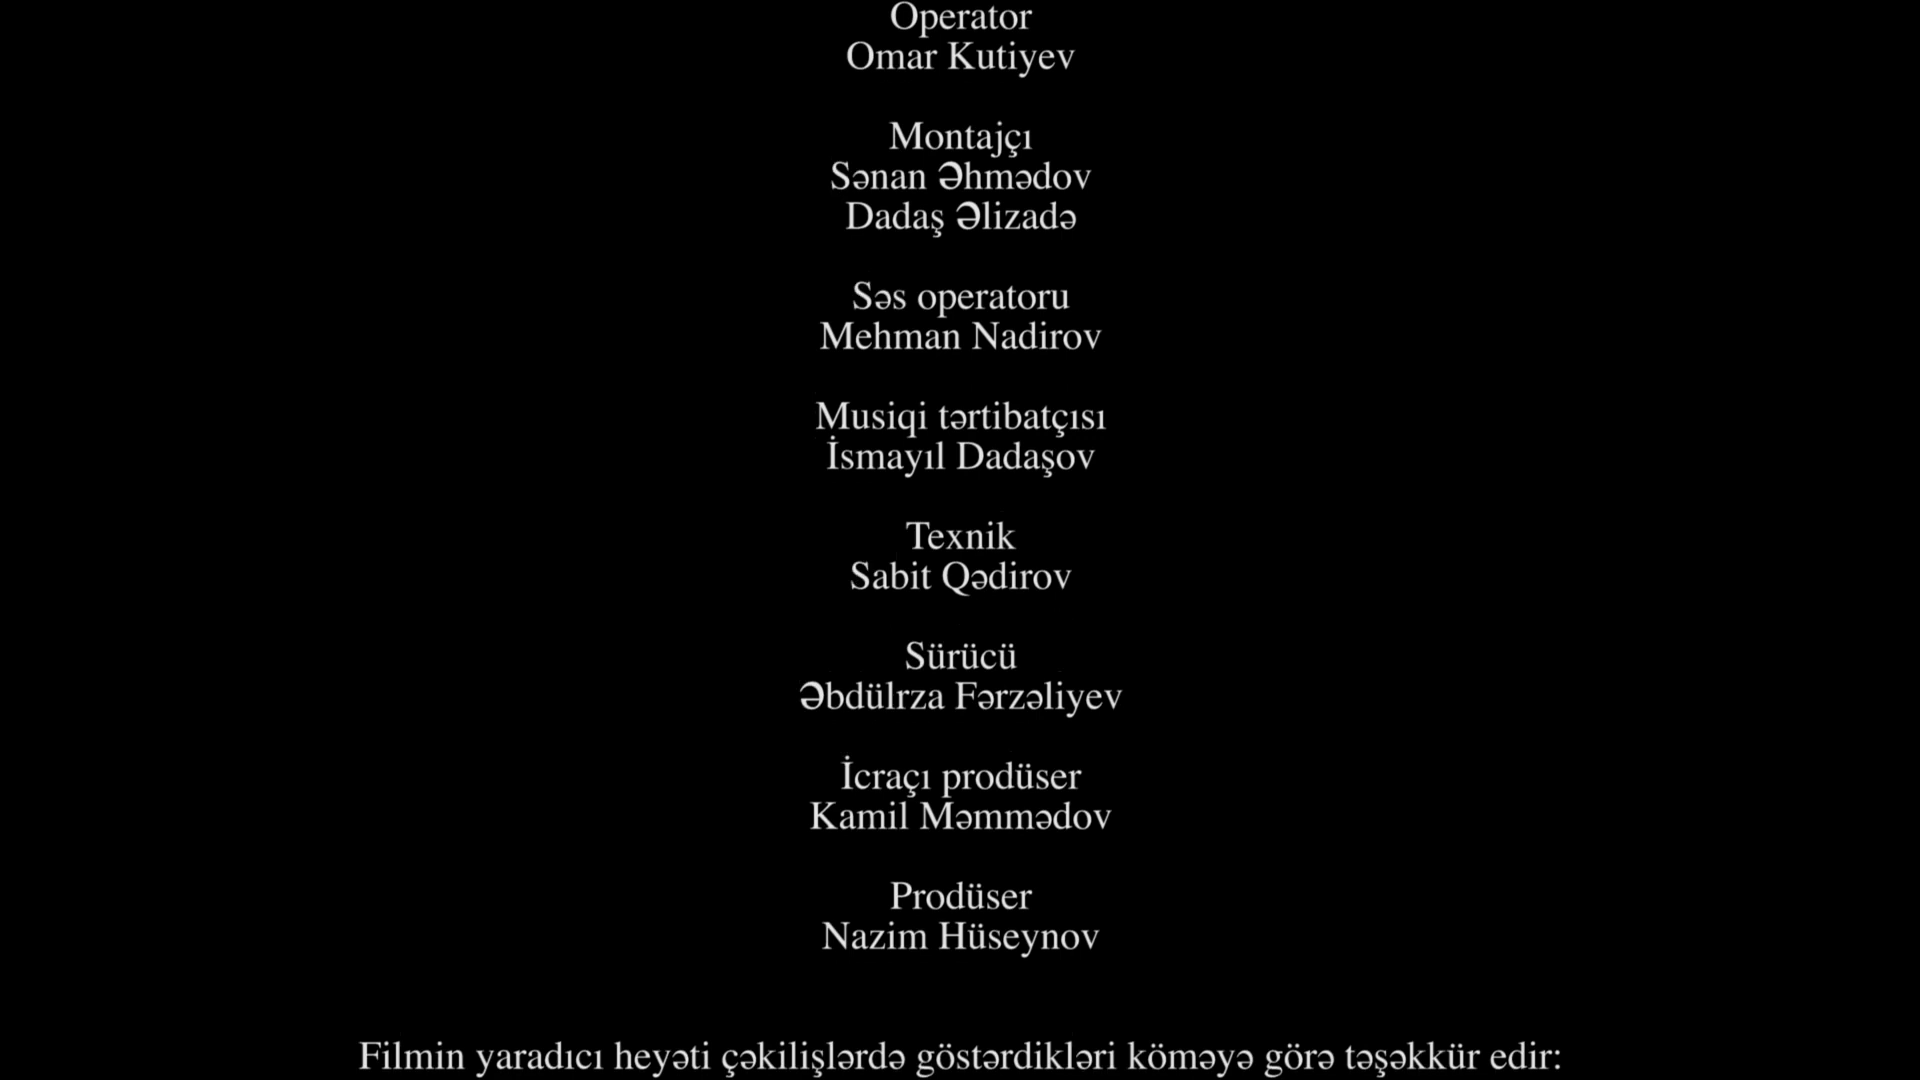 Operator
Omar Kutiyev
Montajçı
Sənan Əhmədov
Dadaş Əlizadə
Səs operatoru
Mehman Nadirov
Musiqi tərtibatçısı
İsmayıl Dadaşov
Texnik
Sabit Qədirov
Sürücü
Əbdülrza Fərzəliyev
İcraçı prodüser
Kamil Məmmədov
Prodüser
Nazim Hüseynov
Filmin yaradıcı heyəti çəkilişlərdə göstərdikləri köməyə görə təşəkkür edir: